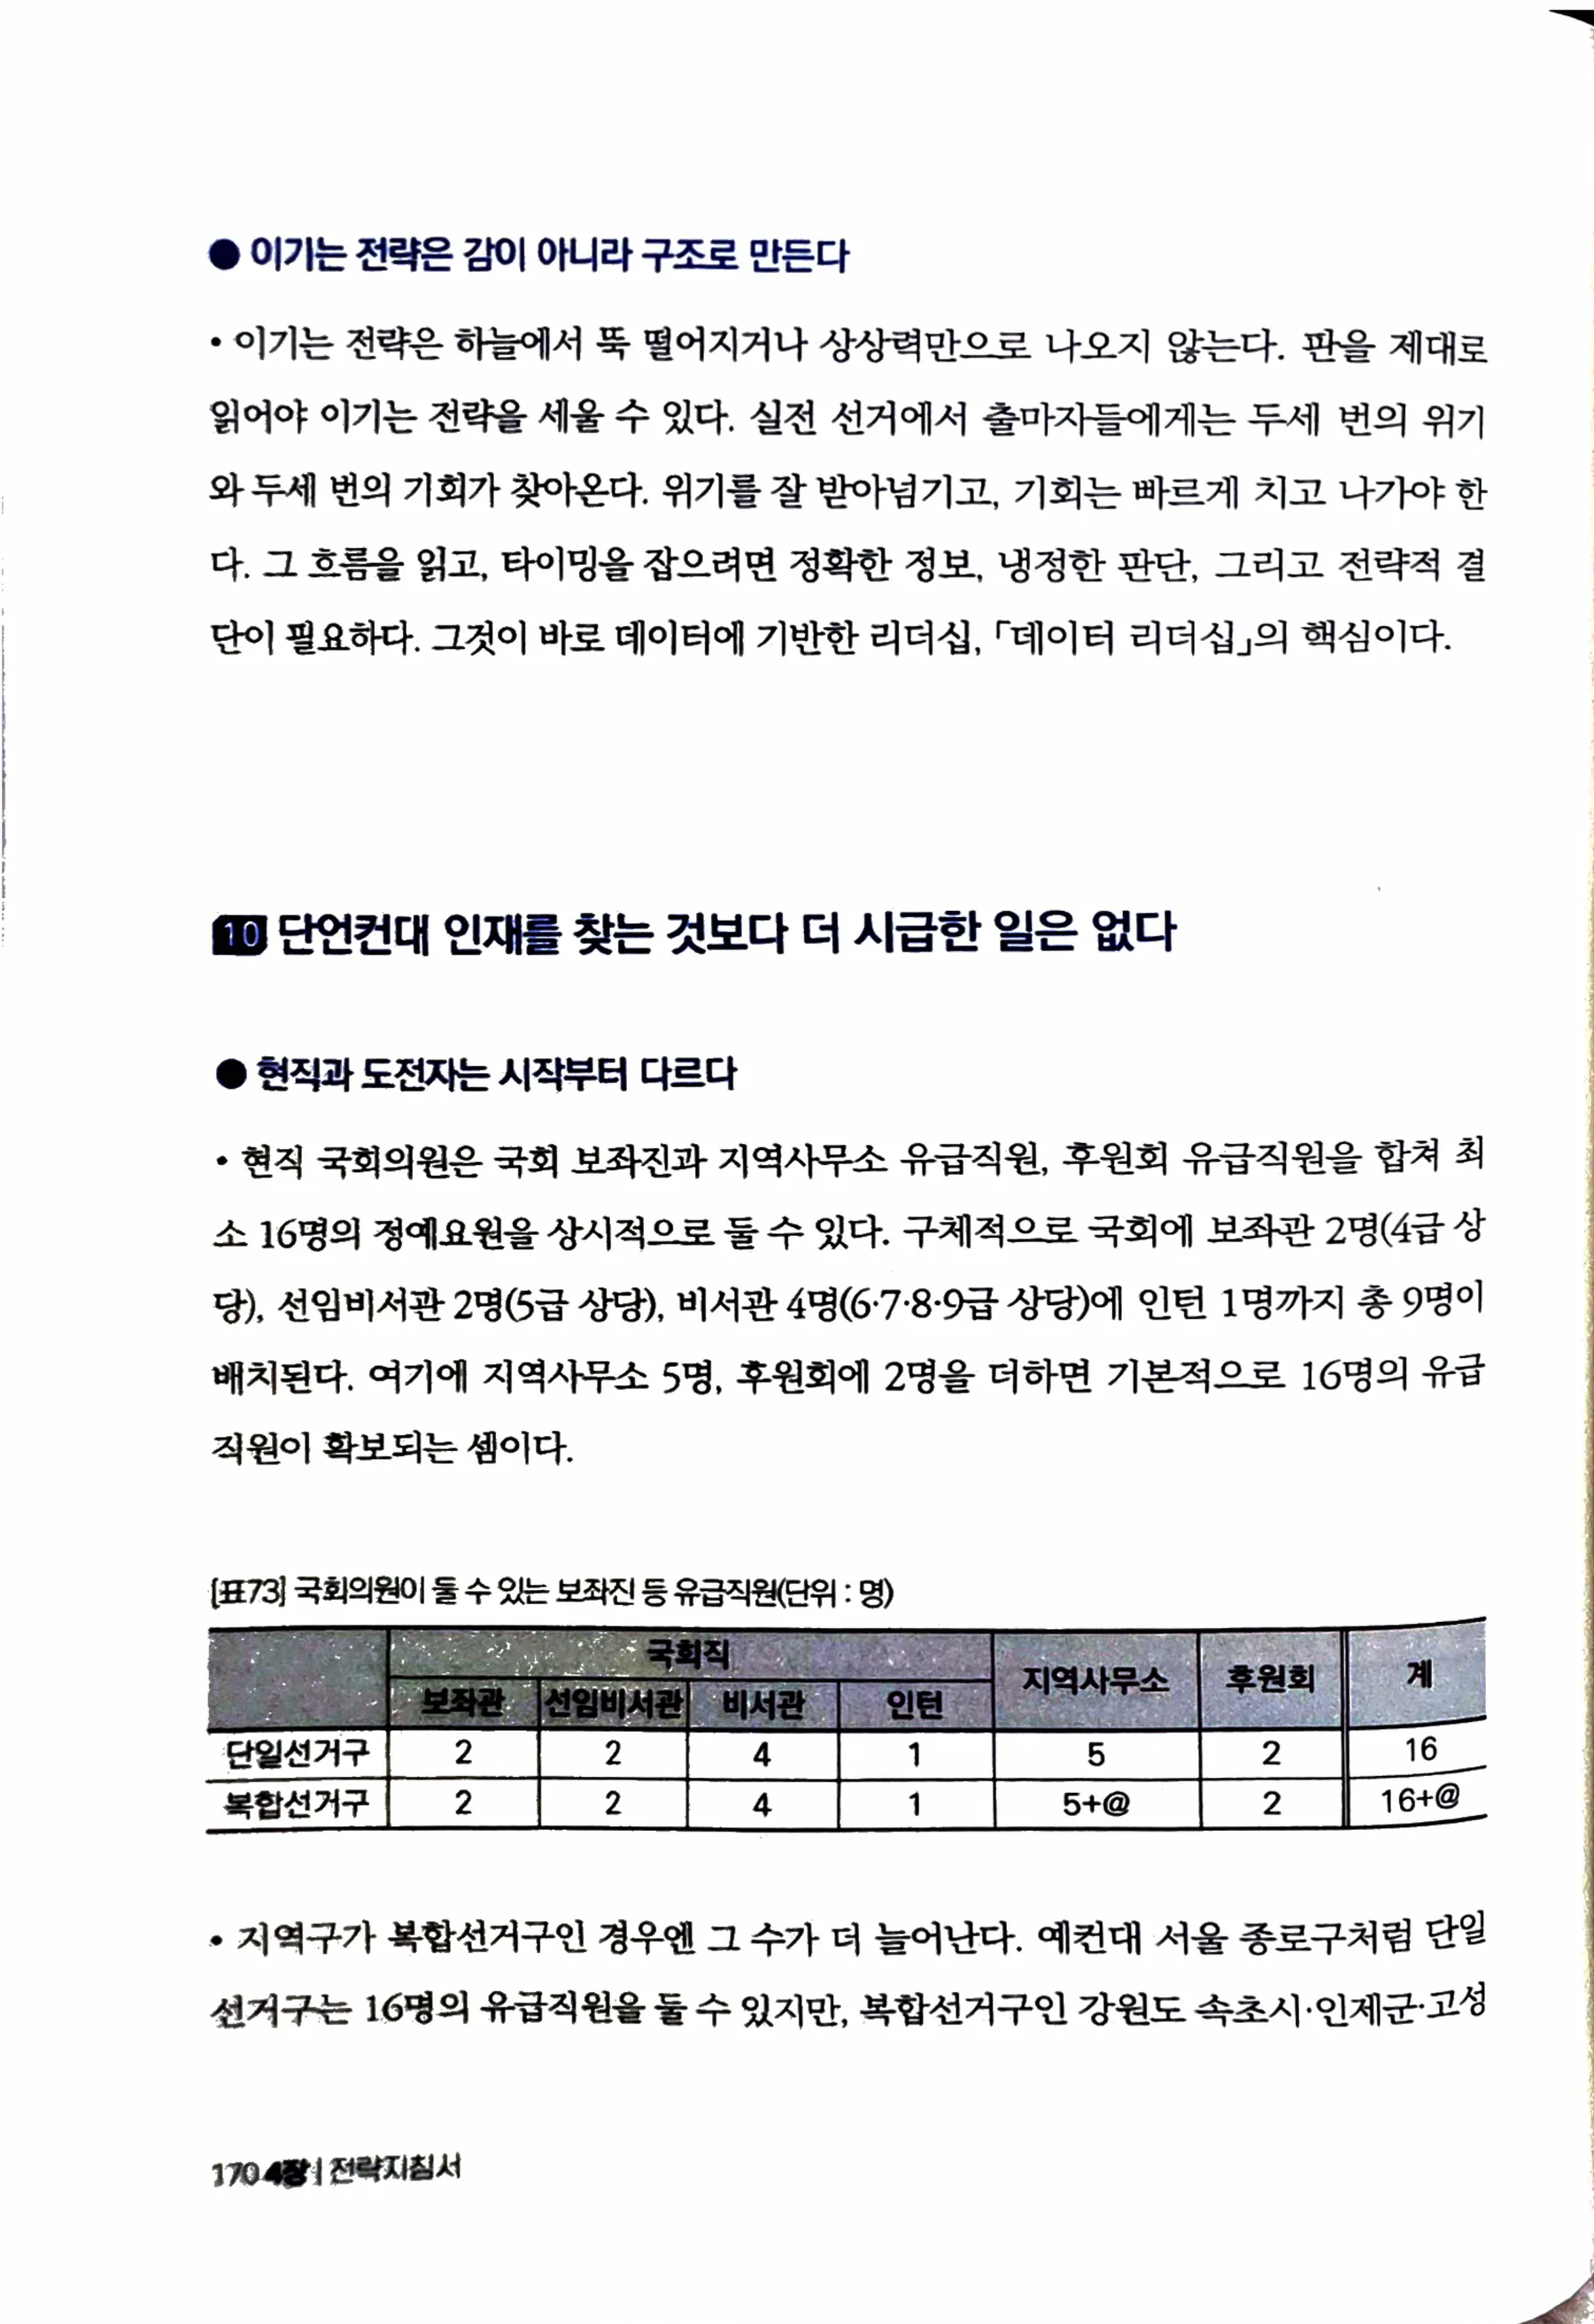 ● 이기는 전략은 감이 아니라 구조로 만든다
• 이기는 전략은 하늘에서 뚝 떨어지거나 상상력만으로 나오지 않는다. 판을 제대로
읽어야 이기는 전략을 세울 수 있다. 실전 선거에서 출마자들에게는 두세 번의 위기
와 두세 번의 기회가 찾아온다. 위기를 잘 받아넘기고, 기회는 빠르게 치고 나가야 한
다. 그 흐름을 읽고, 타이밍을 잡으려면 정확한 정보, 냉정한 판단, 그리고 전략적 결
단이 필요하다. 그것이 바로 데이터에 기반한 리더십, 「데이터 리더십」의 핵심이다.
10 단언컨대 인재를 찾는 것보다 더 시급한 일은 없다
● 현직과 도전자는 시작부터 다르다
• 현직 국회의원은 국회 보좌진과 지역사무소 유급직원, 후원회 유급직원을 합쳐 최
소 16명의 정예요원을 상시적으로 둘 수 있다. 구체적으로 국회에 보좌관 2명(4급 상
당), 선임비서관 2명(5급 상당), 비서관 4명(6·7·8·9급 상당)에 인턴 1명까지 총 9명이
배치된다. 여기에 지역사무소 5명, 후원회에 2명을 더하면 기본적으로 16명의 유급
직원이 확보되는 셈이다.
[표73] 국회의원이 둘 수 있는 보좌진 등 유급직원(단위 : 명)
국회직 지역사무소 후원회 계
보좌관 선임비서관 비서관 인턴
단일선거구 2 2 4 1 5 2 16
복합선거구 2 2 4 1 5+@ 2 16+@
• 지역구가 복합선거구인 경우엔 그 수가 더 늘어난다. 예컨대 서울 종로구처럼 단일
선거구는 16명의 유급직원을 둘 수 있지만, 복합선거구인 강원도 속초시·인제군·고성
170 4장 | 전략지침서